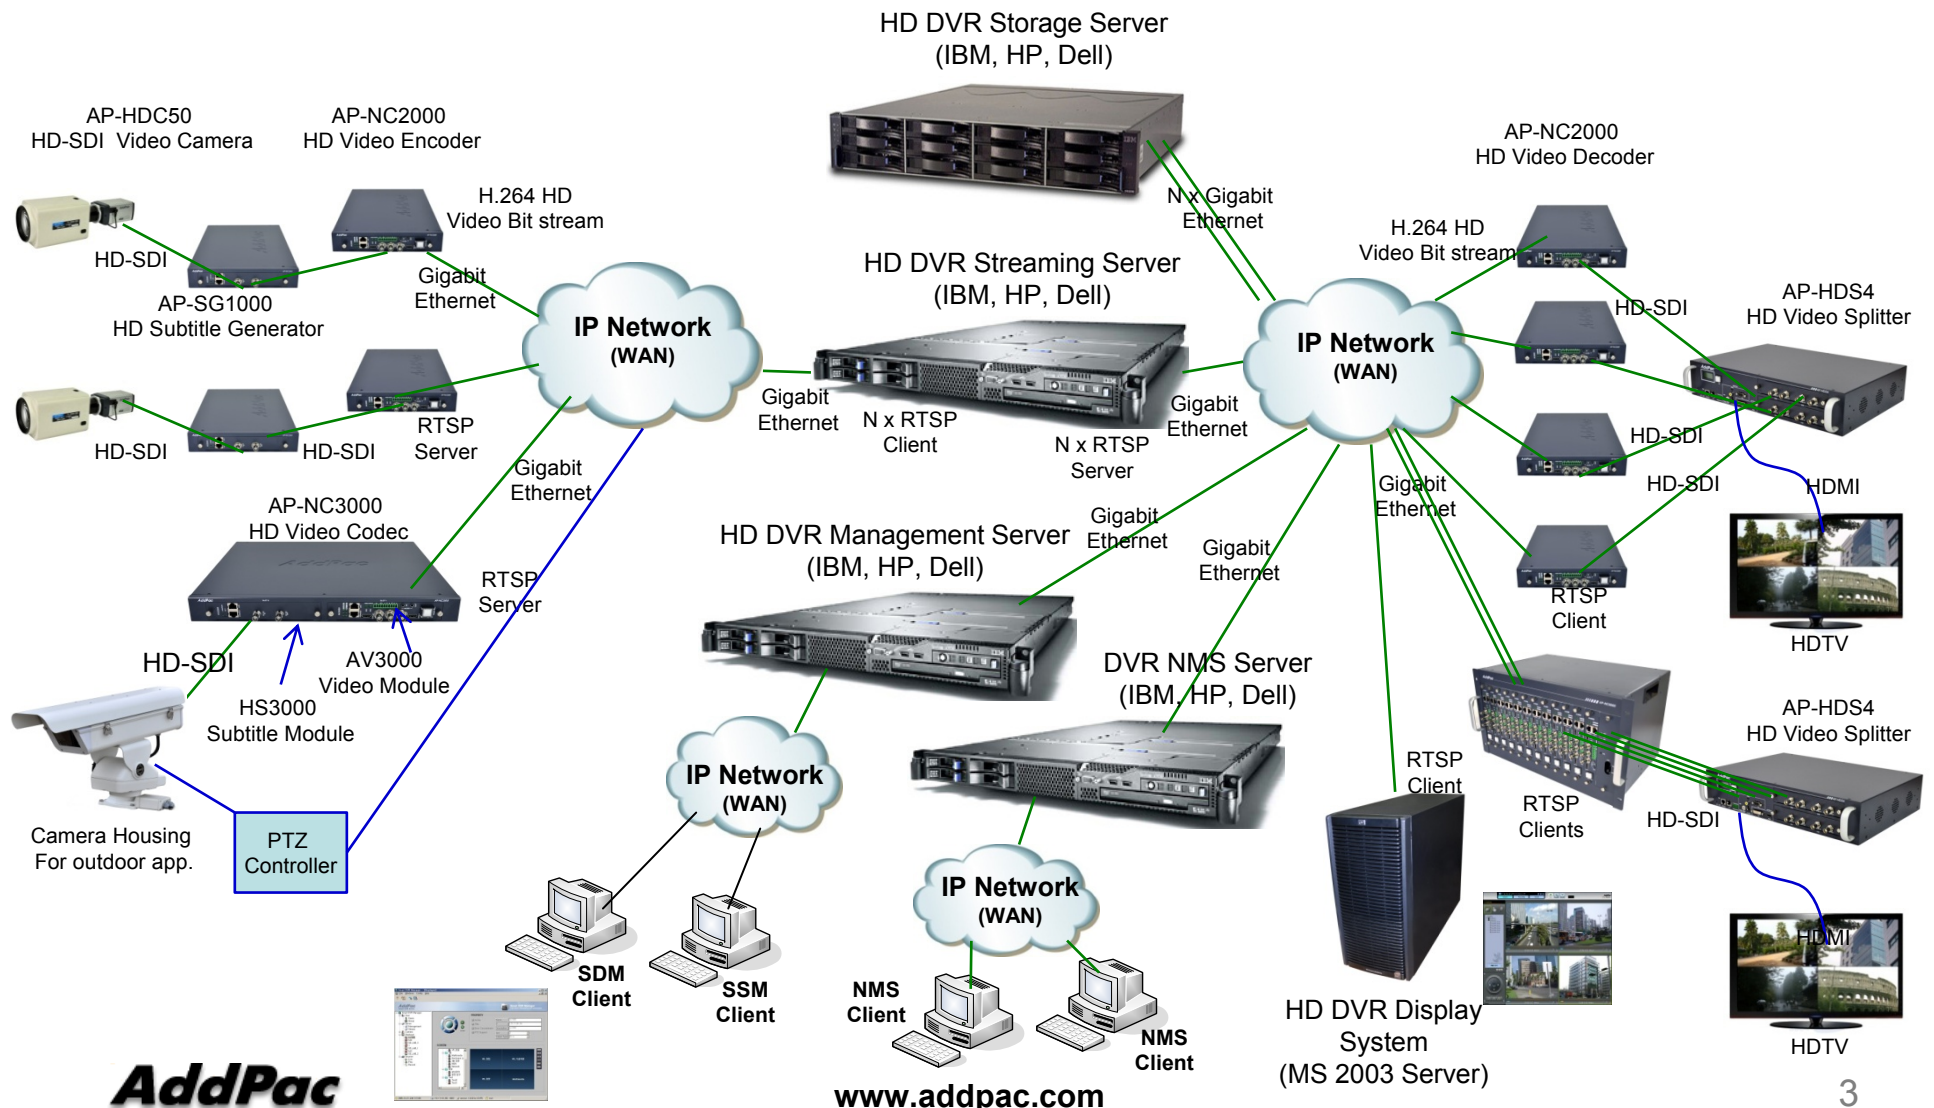 HD DVR Storage Server
(IBM, HP, Dell)
AP-HDC50
HD-SDI  Video Camera
AP-NC2000
HD Video Encoder
AP-NC2000
HD Video Decoder
H.264 HD
Video Bit stream
N x Gigabit
Ethernet
H.264 HD
Video Bit stream
HD-SDI
Gigabit
Ethernet
HD DVR Streaming Server
(IBM, HP, Dell)
AP-SG1000
HD Subtitle Generator
IP Network
(WAN)
IP Network
(WAN)
HD-SDI
AP-HDS4
HD Video Splitter
Gigabit
Ethernet
N x RTSP
Client
N x RTSP
Server
Gigabit
Ethernet
HD-SDI
HD-SDI
RTSP
Server
HD-SDI
HD-SDI
HDMI
Gigabit
Ethernet
Gigabit
Ethernet
AP-NC3000
HD Video Codec
HD DVR Management Server
(IBM, HP, Dell)
Gigabit
Ethernet
Gigabit
Ethernet
AddPac
RTSP
Server
RTSP
Client
HDTV
HD-SDI
AV3000
Video Module
HS3000
Subtitle Module
DVR NMS Server
(IBM, HP, Dell)
AP-HDS4
HD Video Splitter
IP Network
(WAN)
RTSP
Client
RTSP
Clients
HD-SDI
Camera Housing
For outdoor app.
PTZ
Controller
IP Network
(WAN)
HDMI
SDM
Client
SSM
Client
NMS
Client
NMS
Client
HD DVR Display
System
(MS 2003 Server)
HDTV
AddPac
www.addpac.com
3